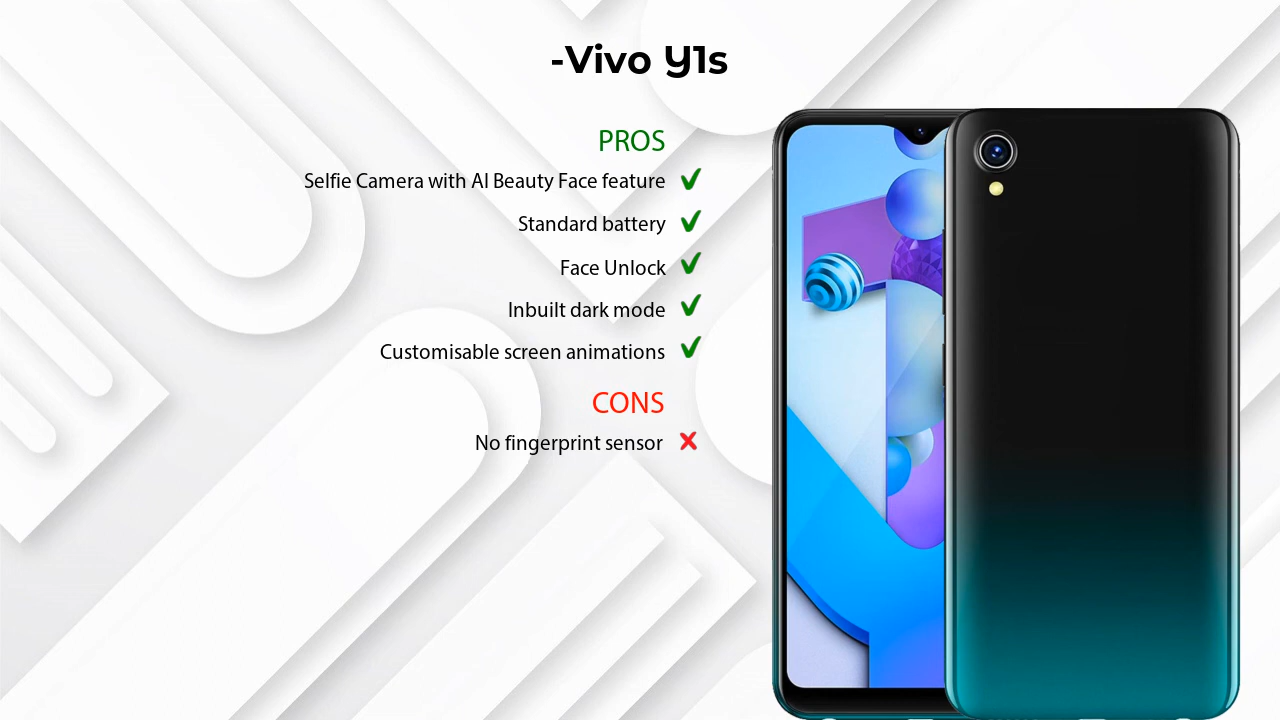 -Vivo Y1s
PROS
Selfie Camera with AI Beauty Face feature
Standard battery
Face Unlock
Inbuilt dark mode
Customisable screen animations
CONS
No fingerprint sensor